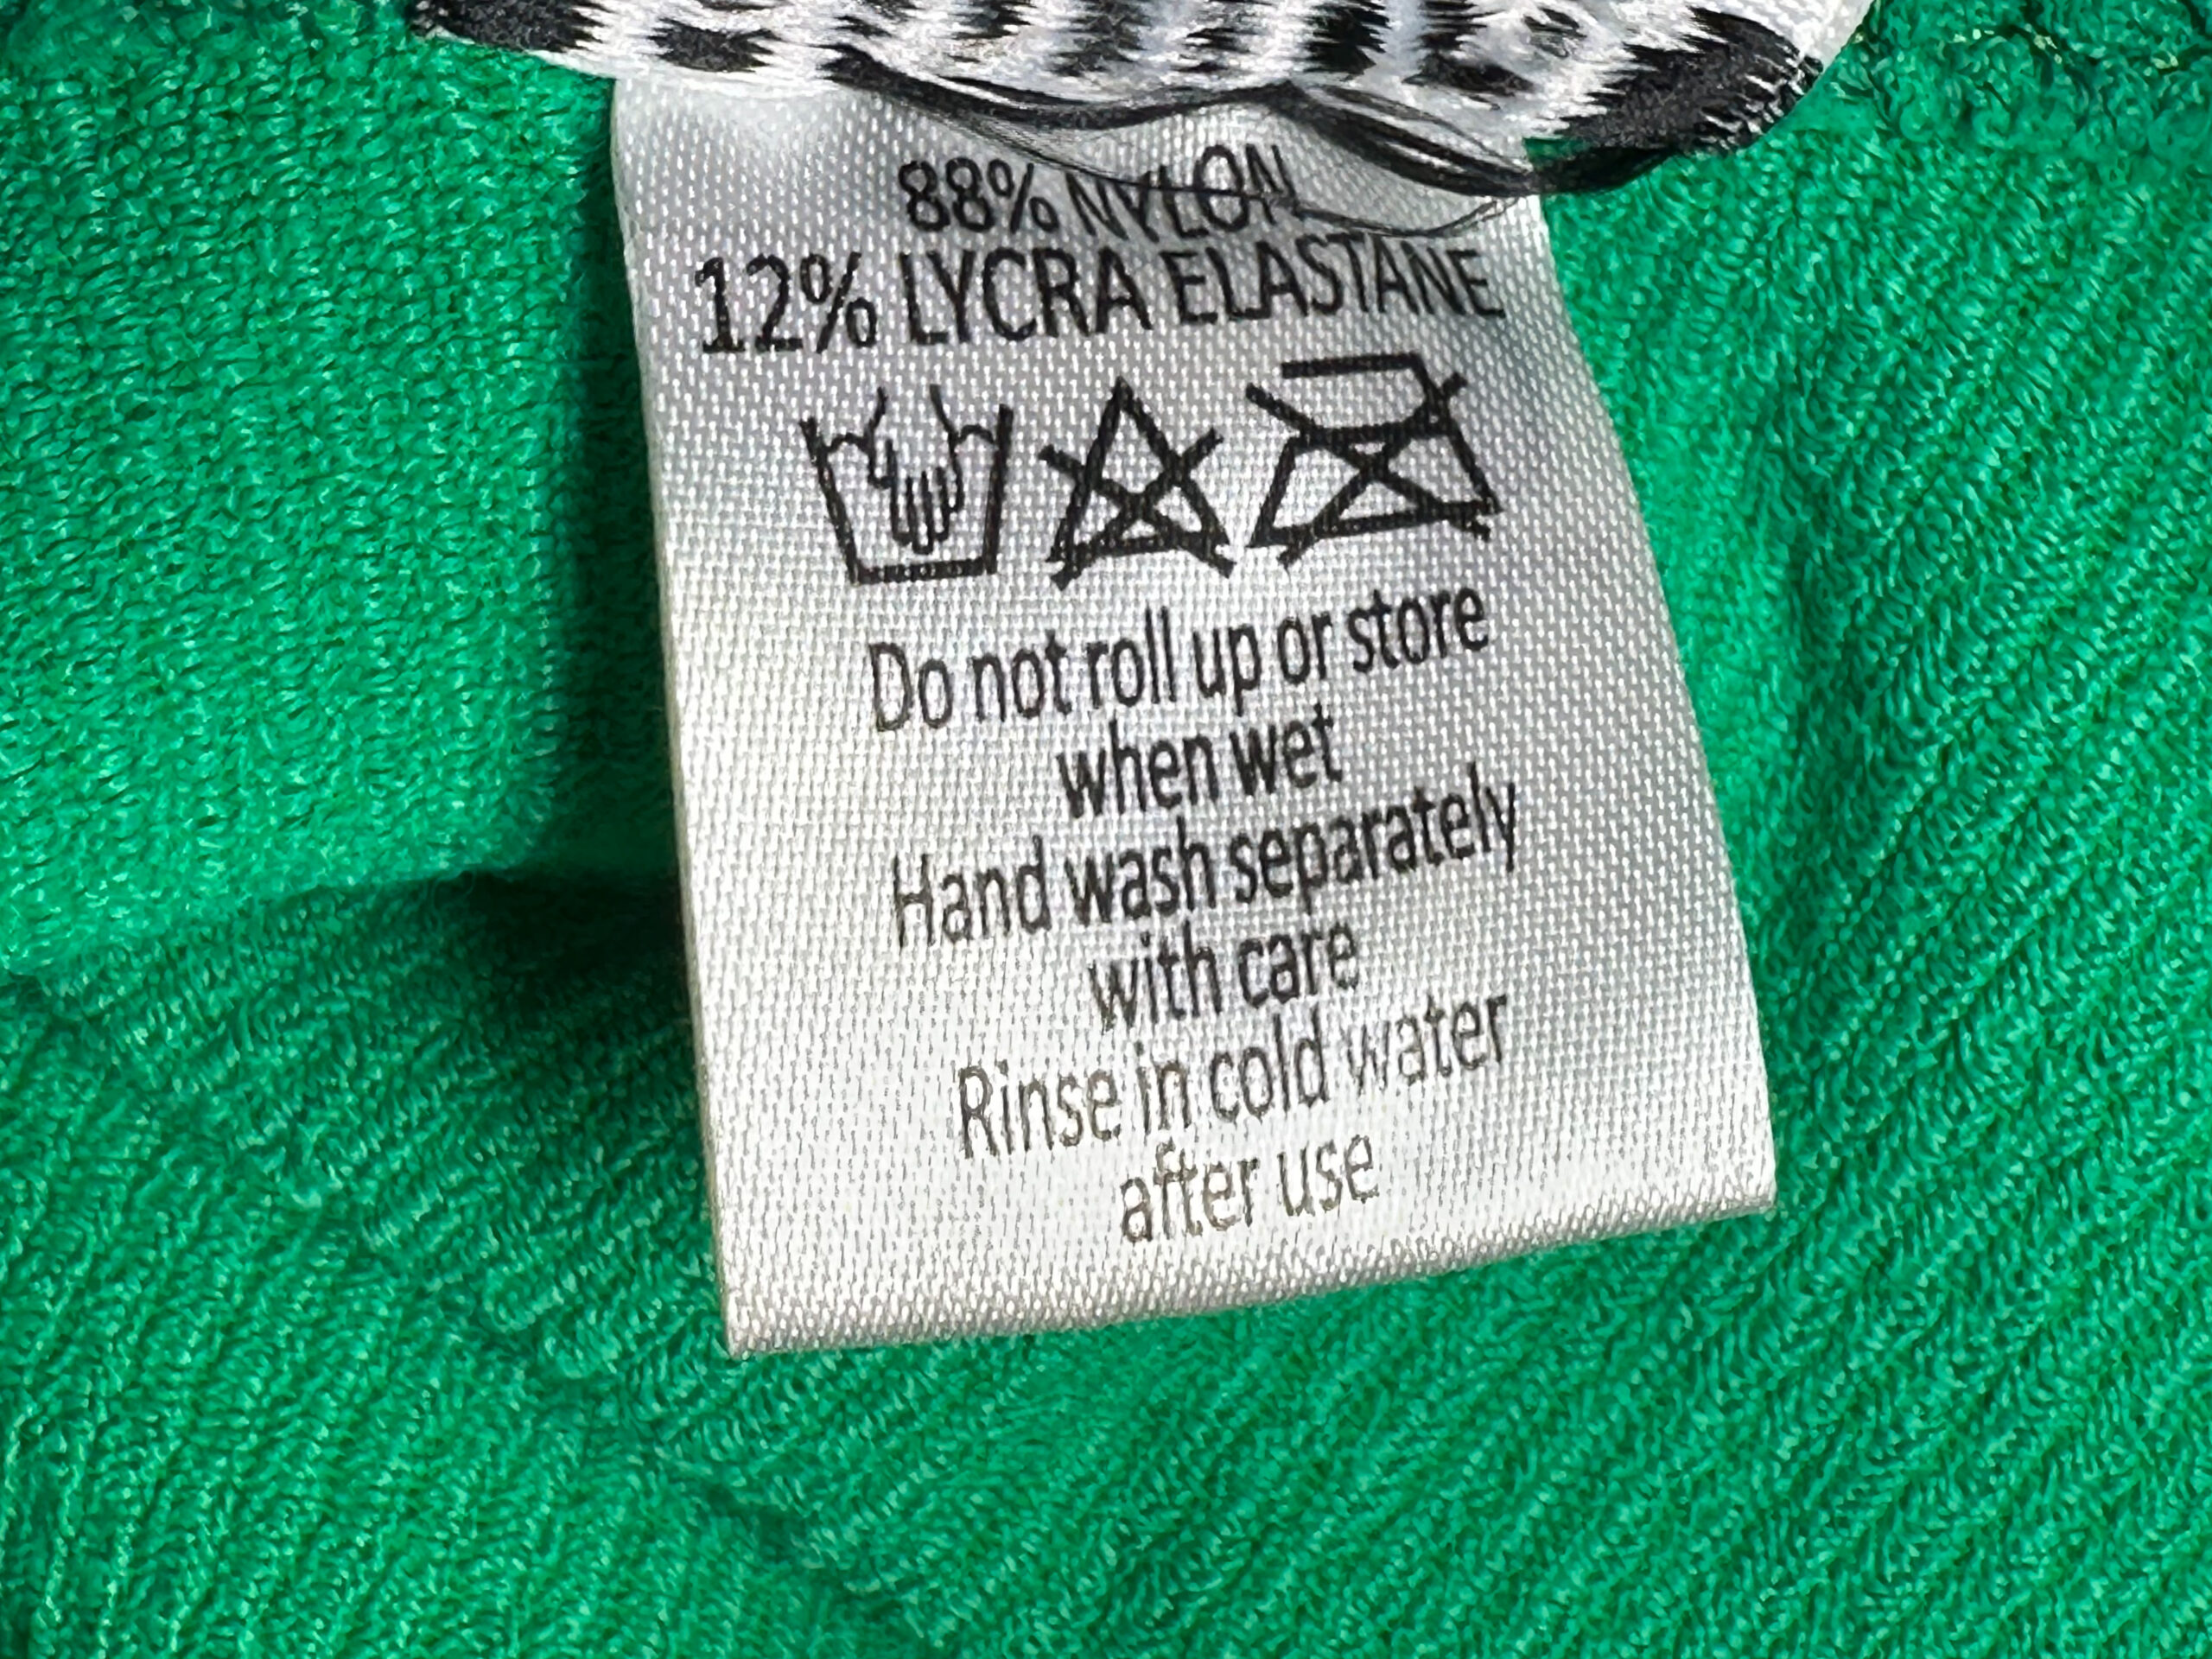 88% NYLON
12% LYCRA ELASTANE
Do not roll up or store
when wet
Hand wash separately
with care
Rinse in cold water
after use